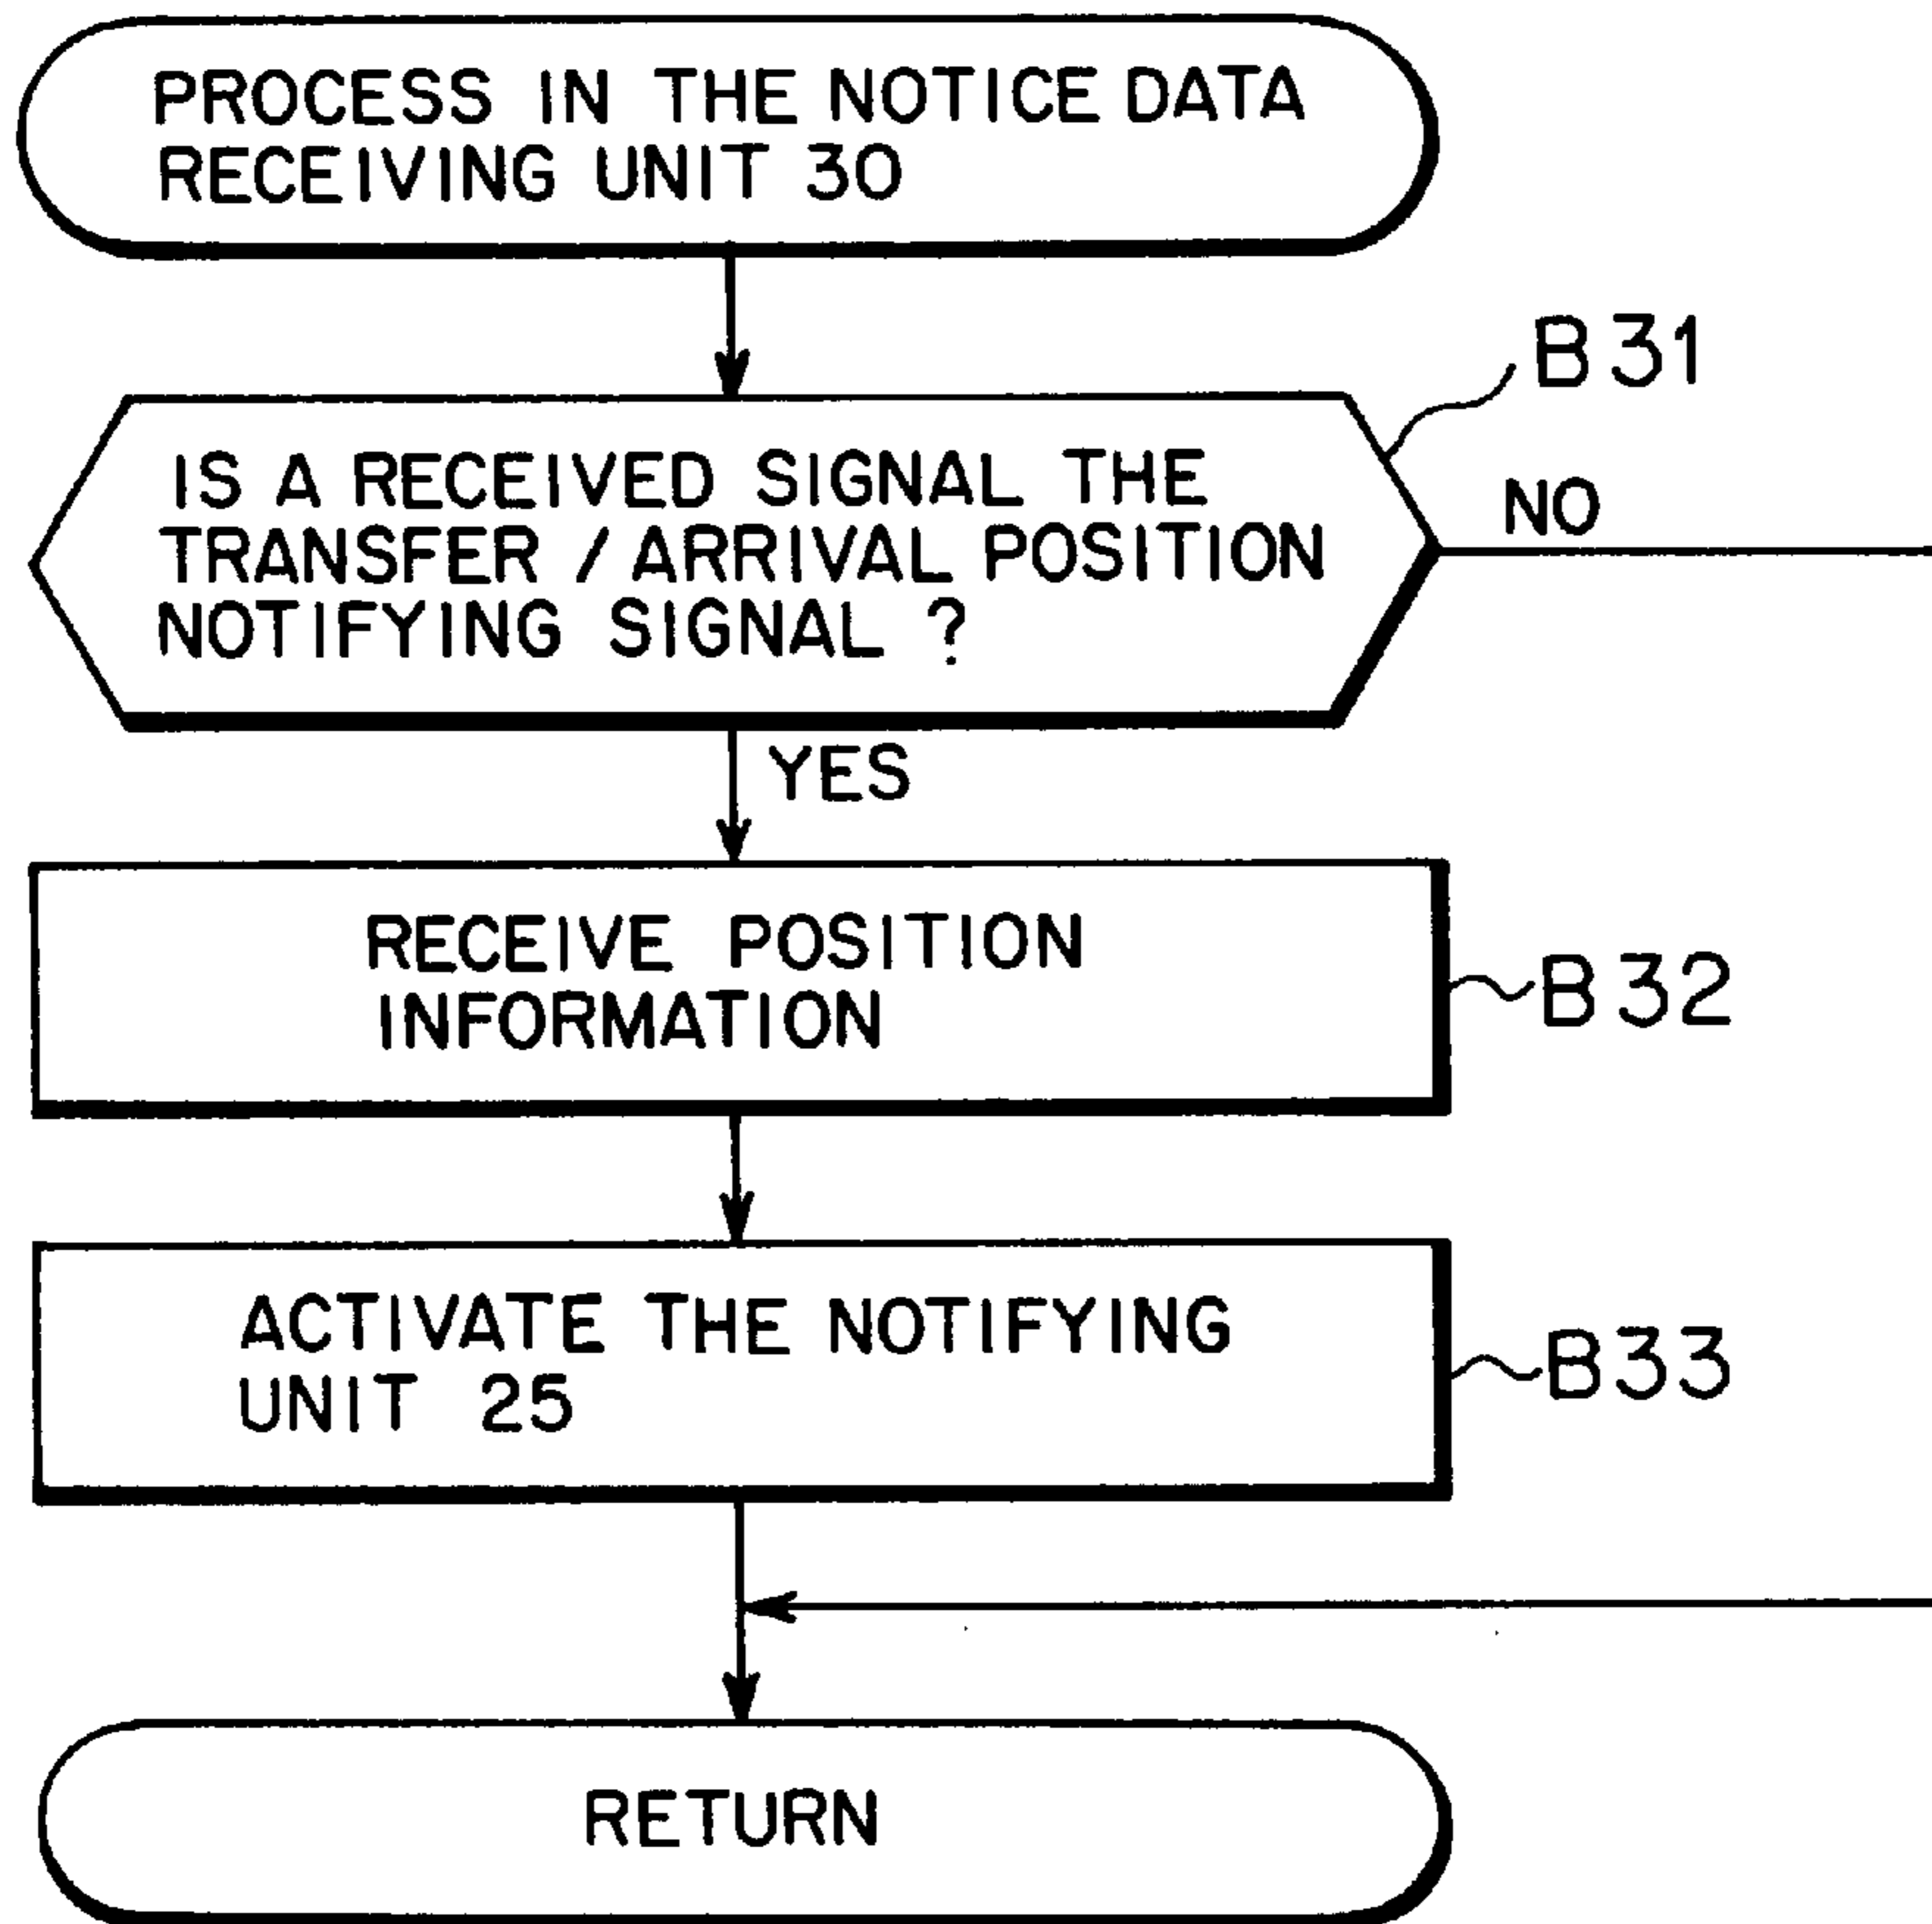 PROCESS IN THE NOTICE DATA
RECEIVING UNIT 30
B31
IS A RECEIVED SIGNAL THE
TRANSFER / ARRIVAL POSITION
NOTIFYING SIGNAL ?
NO
YES
RECEIVE POSITION
INFORMATION
B32
ACTIVATE THE NOTIFYING
UNIT 25
B33
RETURN